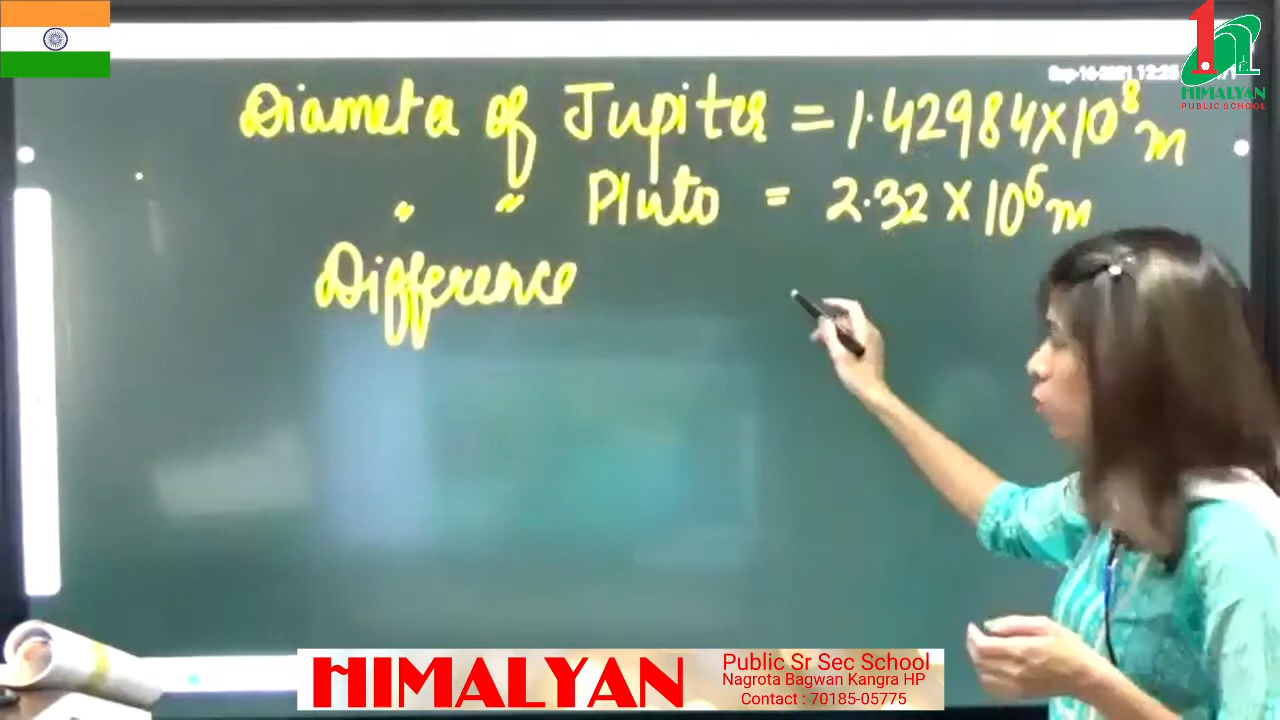 Diameter of Jupiter = 1.42984 × 10⁸ m
" " Pluto = 2.32 × 10⁶ m
Difference
HIMALYAN
PUBLIC SCHOOL
HIMALYAN
Public Sr Sec School
Nagrota Bagwan Kangra HP
Contact : 70185-05775